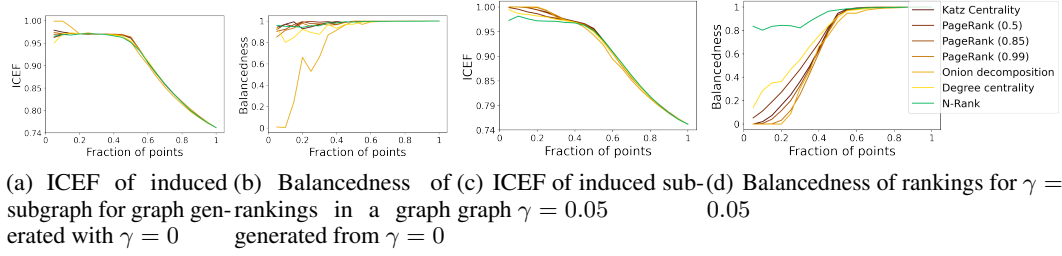 1.00
0.95
0.90
ICEF
0.85
0.80
0.74
0 0.2 0.4 0.6 0.8 1
Fraction of points
1
0.8
0.6
Balancedness
0.4
0.2
0
0 0.2 0.4 0.6 0.8 1
Fraction of points
1.00
0.95
0.90
ICEF
0.85
0.79
0.74
0 0.2 0.4 0.6 0.8 1
Fraction of points
1
0.8
0.6
Balancedness
0.4
0.2
0
0 0.2 0.4 0.6 0.8 1
Fraction of points
Katz Centrality
PageRank (0.5)
PageRank (0.85)
PageRank (0.99)
Onion decomposition
Degree centrality
N-Rank
(a) ICEF of induced
subgraph for graph gen-
erated with γ = 0
(b) Balancedness of
rankings in a graph
generated from γ = 0
(c) ICEF of induced sub-
graph γ = 0.05
(d) Balancedness of rankings for γ =
0.05